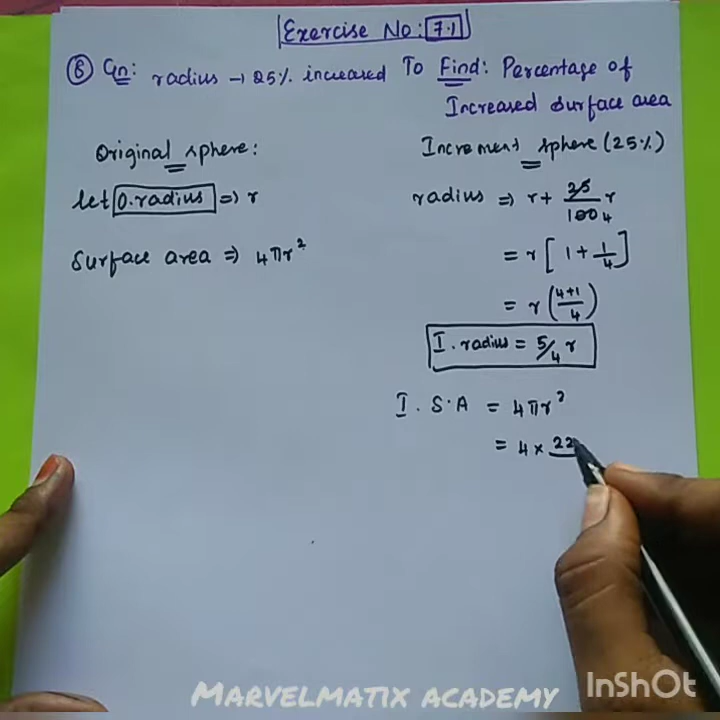 Exercise No: 7.1
⑧ Gn: radius → 25% increased To Find: Percentage of
Increased surface area
Original sphere:
let O.radius ⇒ r
Surface area ⇒ 4πr²
Increment sphere (25%)
radius ⇒ r + 25/100 4 r
= r [1 + 1/4]
= r (4+1/4)
I. radius = 5/4 r
I. S.A = 4πr²
= 4 × 22
MARVELMATIX ACADEMY
InShOt